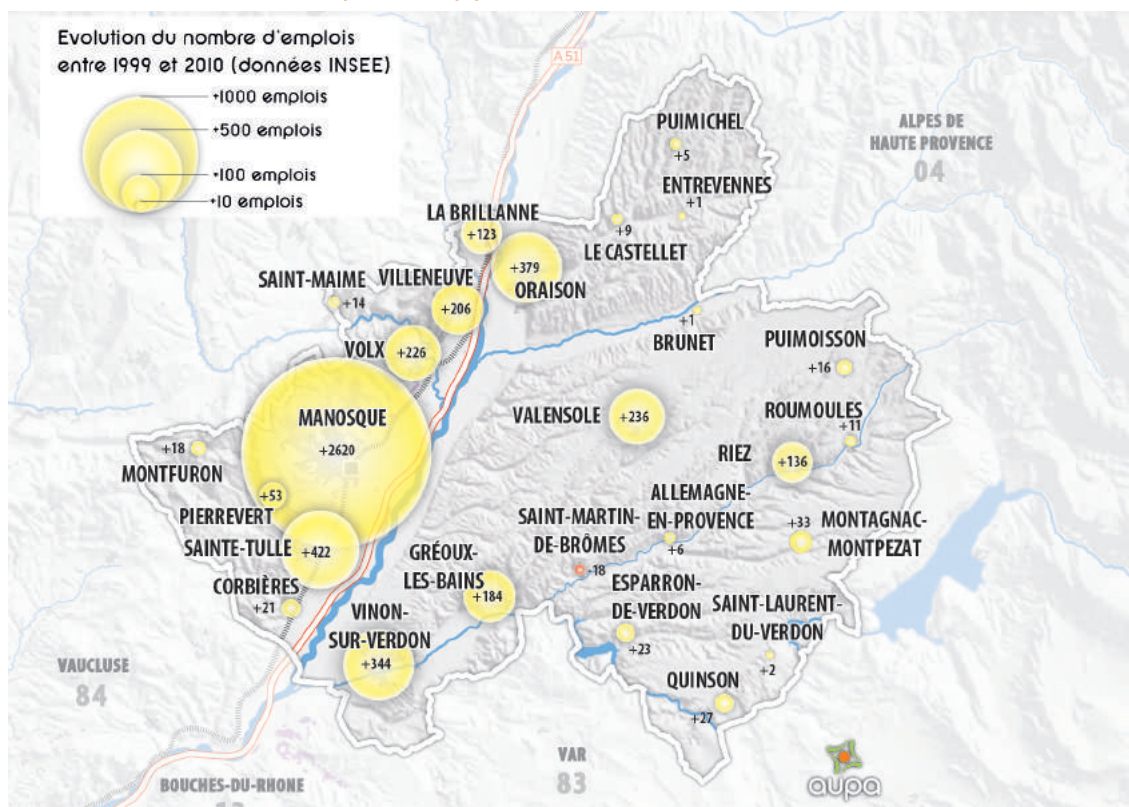 Evolution du nombre d'emplois
entre 1999 et 2010 (données INSEE)
+1000 emplois
+500 emplois
+100 emplois
+10 emplois
A 51
ALPES DE
HAUTE PROVENCE
04
PUIMICHEL
+5
ENTREVENNES
+1
LA BRILLANNE
+123
+9
LE CASTELLET
+379
ORAISON
SAINT-MAIME
+14
VILLENEUVE
+206
+1
BRUNET
VOLX
+226
PUIMOISSON
+16
MANOSQUE
+2620
VALENSOLE
+236
ROUMOULES
+11
RIEZ
+136
+18
MONTFURON
+53
PIERREVERT
SAINTE-TULLE
+422
ALLEMAGNE-
EN-PROVENCE
+6
SAINT-MARTIN-
DE-BRÔMES
-18
+33
MONTAGNAC-
MONTPEZAT
CORBIÈRES
+21
GRÉOUX-
LES-BAINS
+184
ESPARRON-
DE-VERDON
+23
SAINT-LAURENT-
DU-VERDON
+2
VINON-
SUR-VERDON
+344
QUINSON
+27
VAUCLUSE
84
VAR
83
BOUCHES-DU-RHONE
aupa